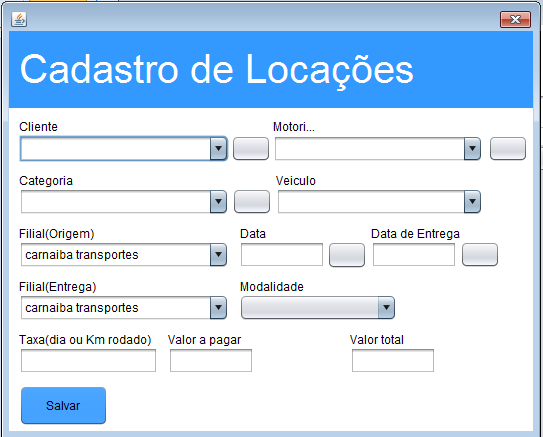 Cadastro de Locações
Cliente Motori...
Categoria Veiculo
Filial(Origem) Data Data de Entrega
carnaiba transportes
Filial(Entrega) Modalidade
carnaiba transportes
Taxa(dia ou Km rodado) Valor a pagar Valor total
Salvar